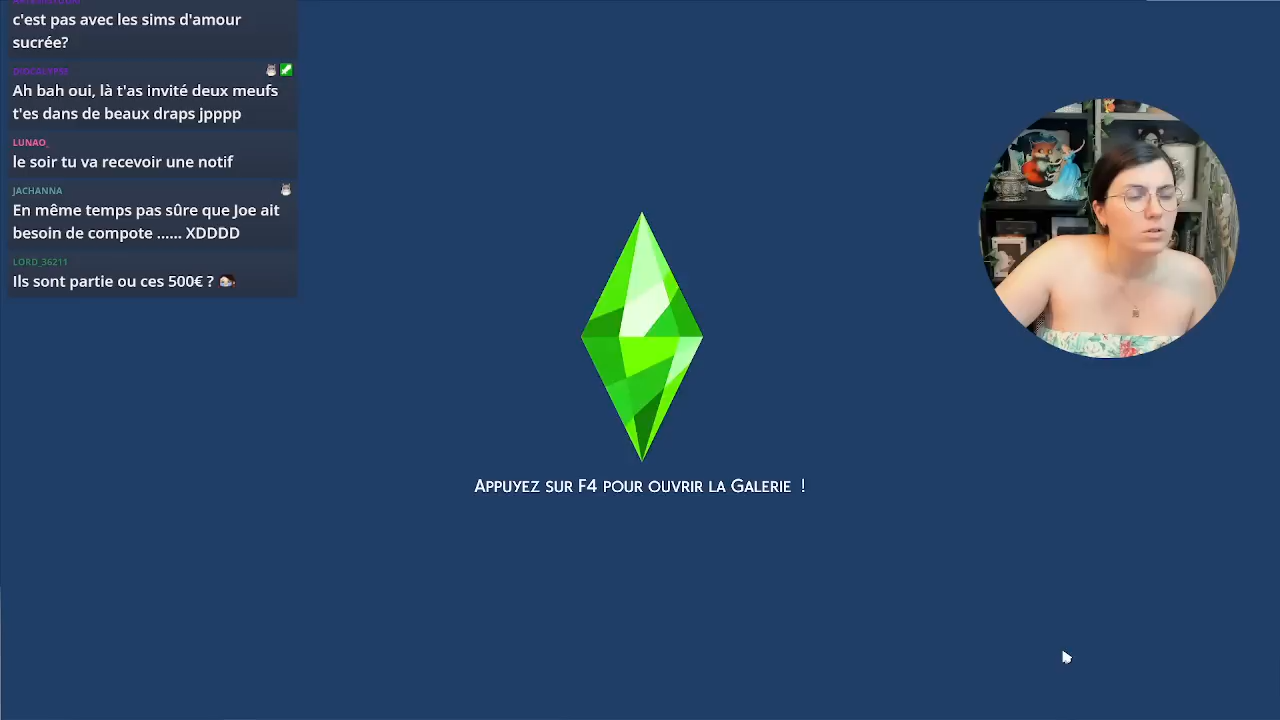 c'est pas avec les sims d'amour
sucrée?
DIOCALYPSE
Ah bah oui, là t'as invité deux meufs
t'es dans de beaux draps jpppp
LUNAO_
le soir tu va recevoir une notif
JACHANNA
En même temps pas sûre que Joe ait
besoin de compote ...... XDDDD
LORD_36211
Ils sont partie ou ces 500€ ?
APPUYEZ SUR F4 POUR OUVRIR LA GALERIE !